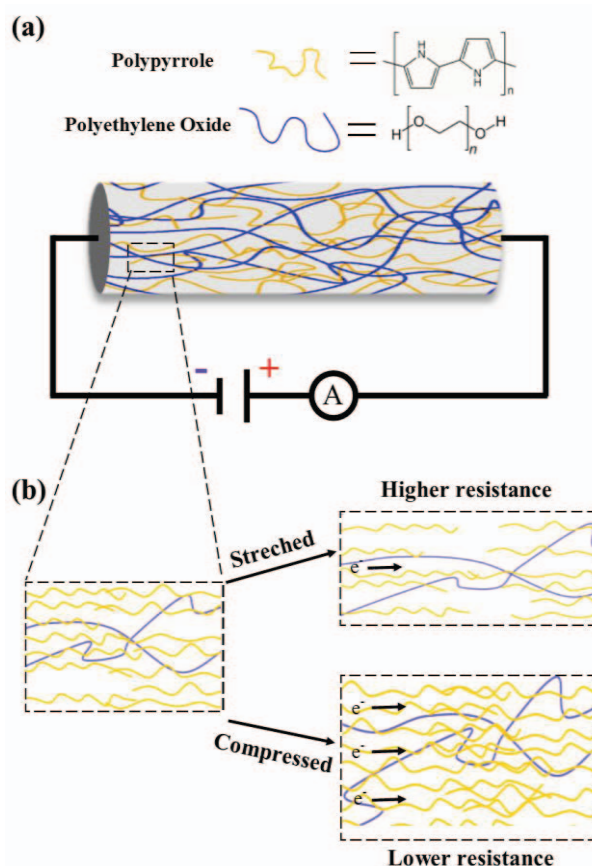 (a)
Polypyrrole
H
N
N
H
n
Polyethylene Oxide
H
O
n
O
H
- +
A
(b)
Higher resistance
Streched
e-
Compressed
e-
e-
e-
Lower resistance